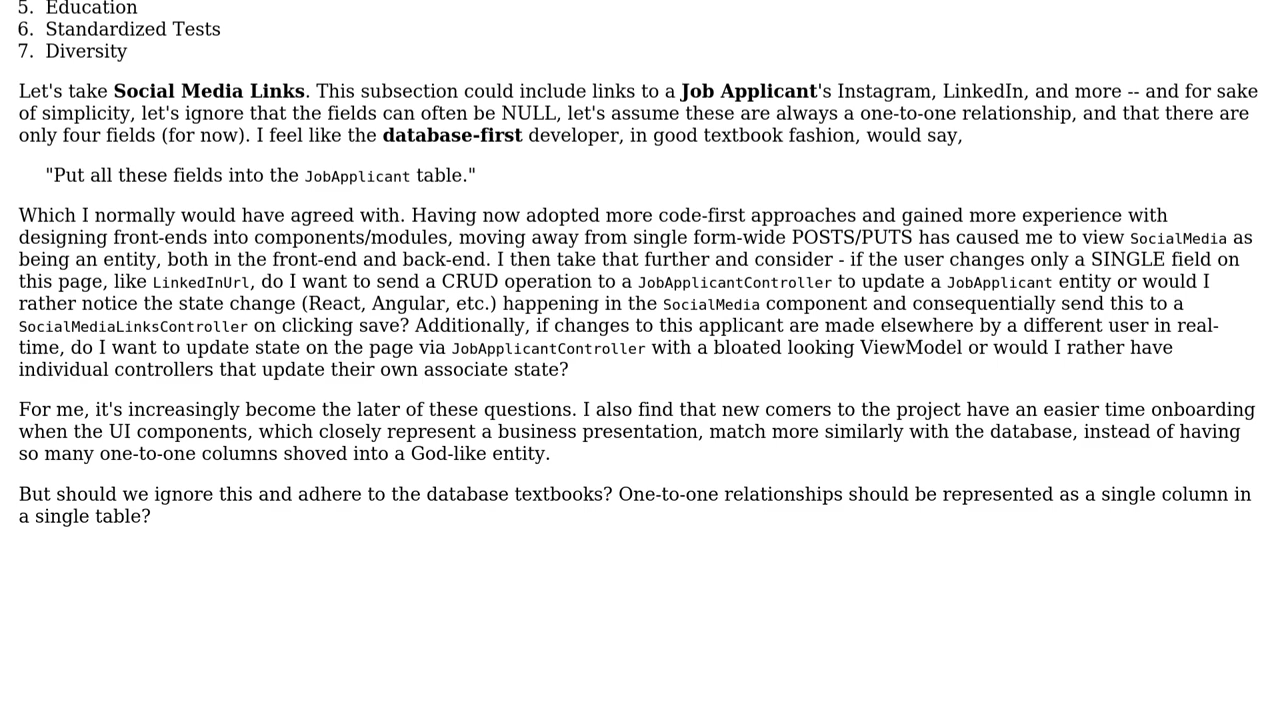 5. Education
6. Standardized Tests
7. Diversity
Let's take Social Media Links. This subsection could include links to a Job Applicant's Instagram, LinkedIn, and more -- and for sake
of simplicity, let's ignore that the fields can often be NULL, let's assume these are always a one-to-one relationship, and that there are
only four fields (for now). I feel like the database-first developer, in good textbook fashion, would say,
"Put all these fields into the JobApplicant table."
Which I normally would have agreed with. Having now adopted more code-first approaches and gained more experience with
designing front-ends into components/modules, moving away from single form-wide POSTS/PUTS has caused me to view SocialMedia as
being an entity, both in the front-end and back-end. I then take that further and consider - if the user changes only a SINGLE field on
this page, like LinkedInUrl, do I want to send a CRUD operation to a JobApplicantController to update a JobApplicant entity or would I
rather notice the state change (React, Angular, etc.) happening in the SocialMedia component and consequentially send this to a
SocialMediaLinksController on clicking save? Additionally, if changes to this applicant are made elsewhere by a different user in real-
time, do I want to update state on the page via JobApplicantController with a bloated looking ViewModel or would I rather have
individual controllers that update their own associate state?
For me, it's increasingly become the later of these questions. I also find that new comers to the project have an easier time onboarding
when the UI components, which closely represent a business presentation, match more similarly with the database, instead of having
so many one-to-one columns shoved into a God-like entity.
But should we ignore this and adhere to the database textbooks? One-to-one relationships should be represented as a single column in
a single table?